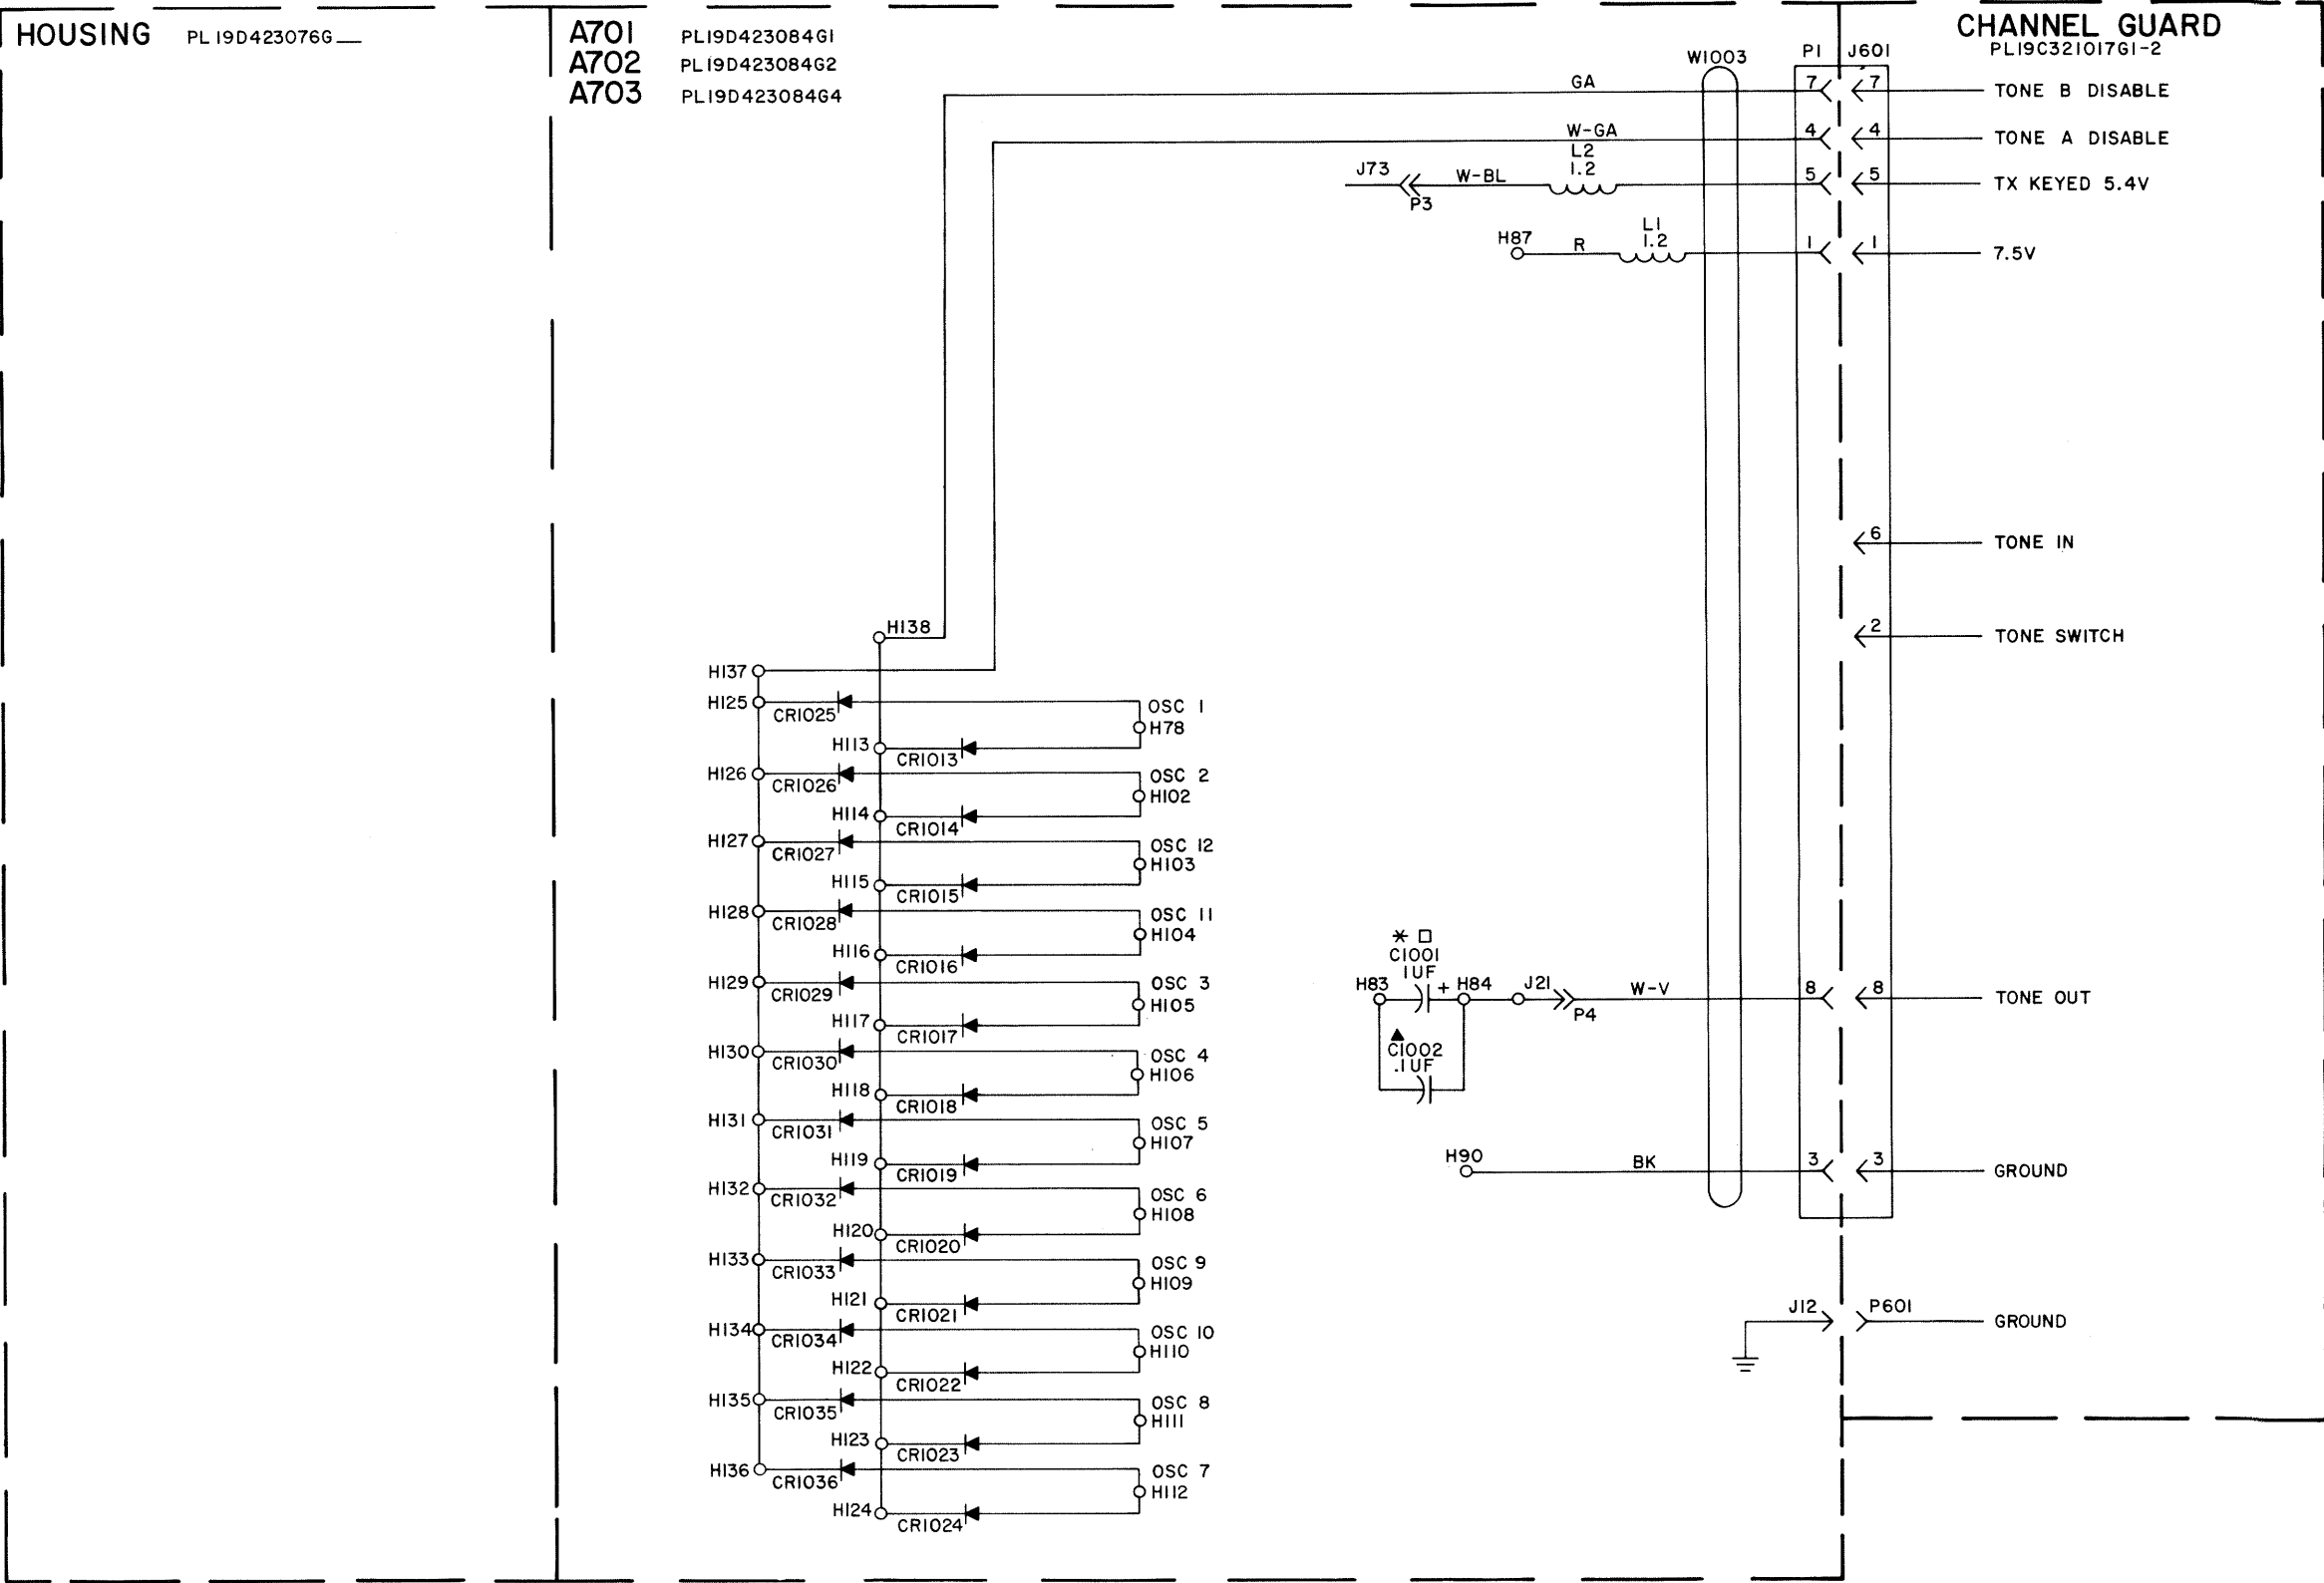 HOUSING PL19D423076G__
A701 PL19D423084G1
A702 PL19D423084G2
A703 PL19D423084G4
CHANNEL GUARD
PL19C321017G1-2
W1003 P1 J601
GA 7 7 TONE B DISABLE
W-GA 4 4 TONE A DISABLE
L2
1.2
J73 W-BL 5 5 TX KEYED 5.4V
P3
L1
1.2
H87 R 1 1 7.5V
6 TONE IN
2 TONE SWITCH
H138
H137
H125 CR1025 OSC 1
H78
H113 CR1013
H126 CR1026 OSC 2
H102
H114 CR1014
H127 CR1027 OSC 12
H103
H115 CR1015
H128 CR1028 OSC 11
H104
H116 CR1016
H129 CR1029 OSC 3
H105
H117 CR1017
H130 CR1030 OSC 4
H106
H118 CR1018
H131 CR1031 OSC 5
H107
H119 CR1019
H132 CR1032 OSC 6
H108
H120 CR1020
H133 CR1033 OSC 9
H109
H121 CR1021
H134 CR1034 OSC 10
H110
H122 CR1022
H135 CR1035 OSC 8
H111
H123 CR1023
H136 CR1036 OSC 7
H112
H124 CR1024
* □
C1001
1UF
H83 + H84 J21 W-V 8 8 TONE OUT
P4
▲
C1002
.1UF
H90 BK 3 3 GROUND
J12 P601 GROUND